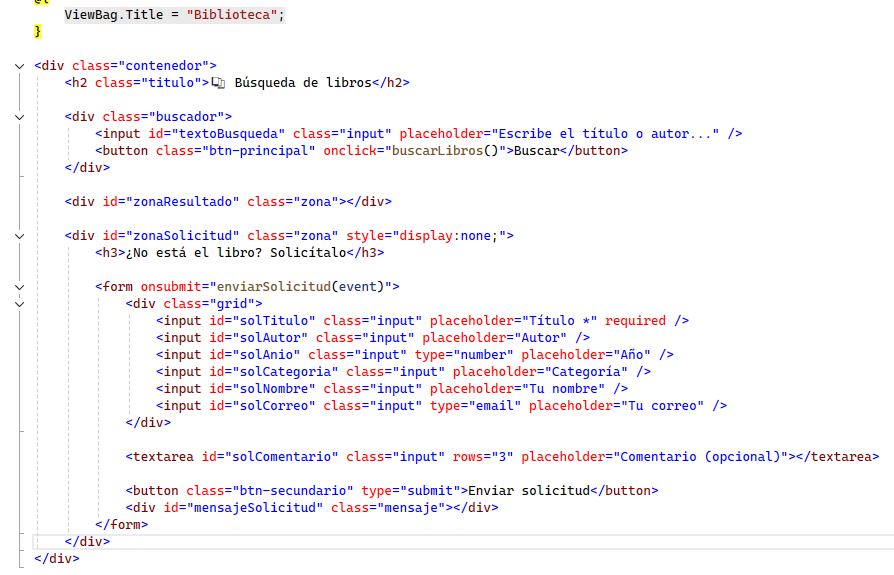 @{
ViewBag.Title = "Biblioteca";
}
<div class="contenedor">
<h2 class="titulo">📚 Búsqueda de libros</h2>
<div class="buscador">
<input id="textoBusqueda" class="input" placeholder="Escribe el título o autor..." />
<button class="btn-principal" onclick="buscarLibros()">Buscar</button>
</div>
<div id="zonaResultado" class="zona"></div>
<div id="zonaSolicitud" class="zona" style="display:none;">
<h3>¿No está el libro? Solicítalo</h3>
<form onsubmit="enviarSolicitud(event)">
<div class="grid">
<input id="solTitulo" class="input" placeholder="Título *" required />
<input id="solAutor" class="input" placeholder="Autor" />
<input id="solAnio" class="input" type="number" placeholder="Año" />
<input id="solCategoria" class="input" placeholder="Categoría" />
<input id="solNombre" class="input" placeholder="Tu nombre" />
<input id="solCorreo" class="input" type="email" placeholder="Tu correo" />
</div>
<textarea id="solComentario" class="input" rows="3" placeholder="Comentario (opcional)"></textarea>
<button class="btn-secundario" type="submit">Enviar solicitud</button>
<div id="mensajeSolicitud" class="mensaje"></div>
</form>
</div>
</div>